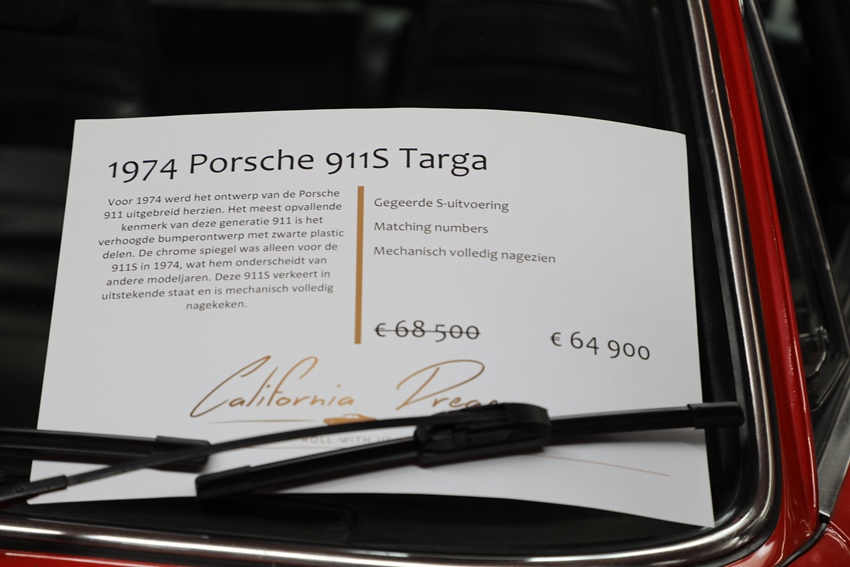 1974 Porsche 911S Targa
Voor 1974 werd het ontwerp van de Porsche
911 uitgebreid herzien. Het meest opvallende
kenmerk van deze generatie 911 is het
verhoogde bumperontwerp met zwarte plastic
delen. De chrome spiegel was alleen voor de
911S in 1974, wat hem onderscheidt van
andere modeljaren. Deze 911S verkeert in
uitstekende staat en is mechanisch volledig
nagekeken.
Gegeerde S-uitvoering
Matching numbers
Mechanisch volledig nagezien
€ 68 500
€ 64 900
California
ROLL WITH